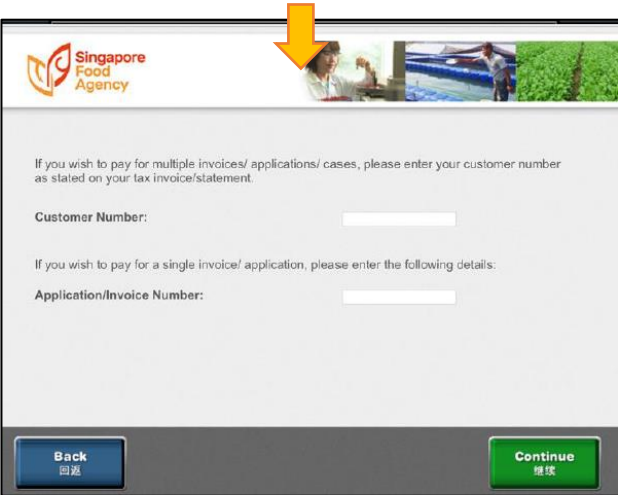 Singapore
Food
Agency
If you wish to pay for multiple invoices/ applications/ cases, please enter your customer number
as stated on your tax invoice/statement.
Customer Number:
If you wish to pay for a single invoice/ application, please enter the following details:
Application/Invoice Number:
Back
回返
Continue
继续